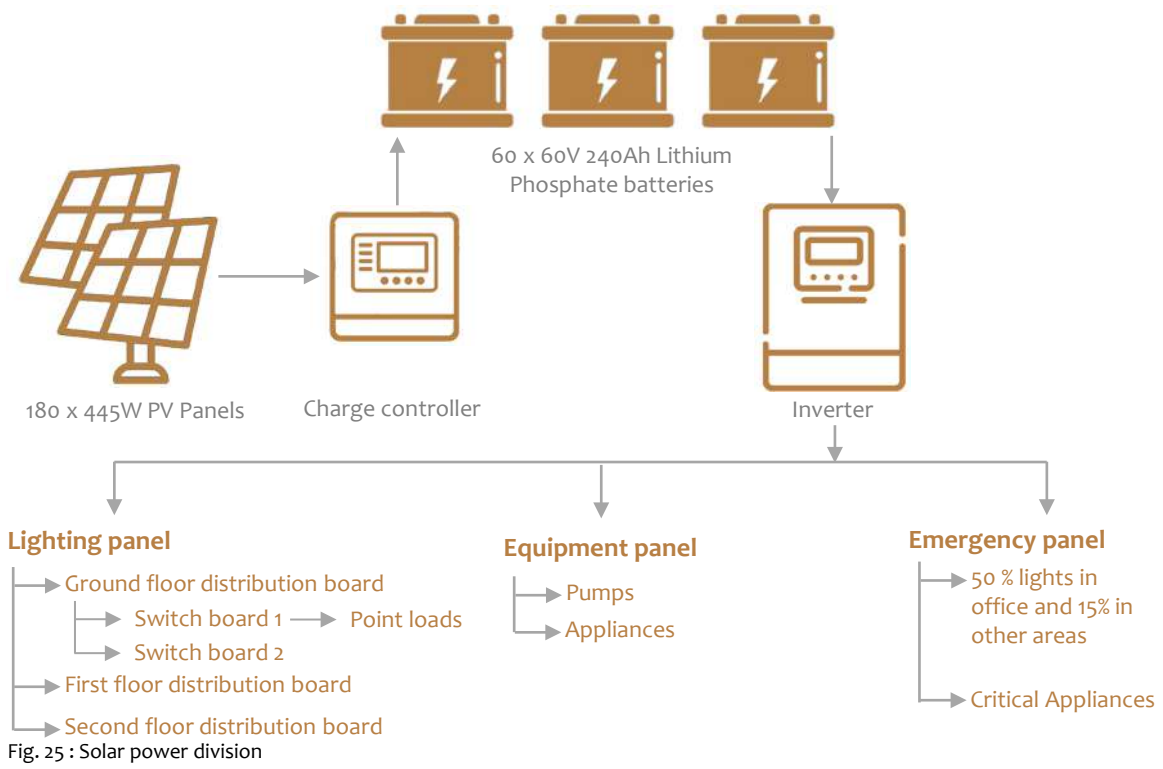 60 x 60V 240Ah Lithium
Phosphate batteries
180 x 445W PV Panels
Charge controller
Inverter
Lighting panel
Ground floor distribution board
Switch board 1
Point loads
Switch board 2
First floor distribution board
Second floor distribution board
Equipment panel
Pumps
Appliances
Emergency panel
50 % lights in
office and 15% in
other areas
Critical Appliances
Fig. 25 : Solar power division